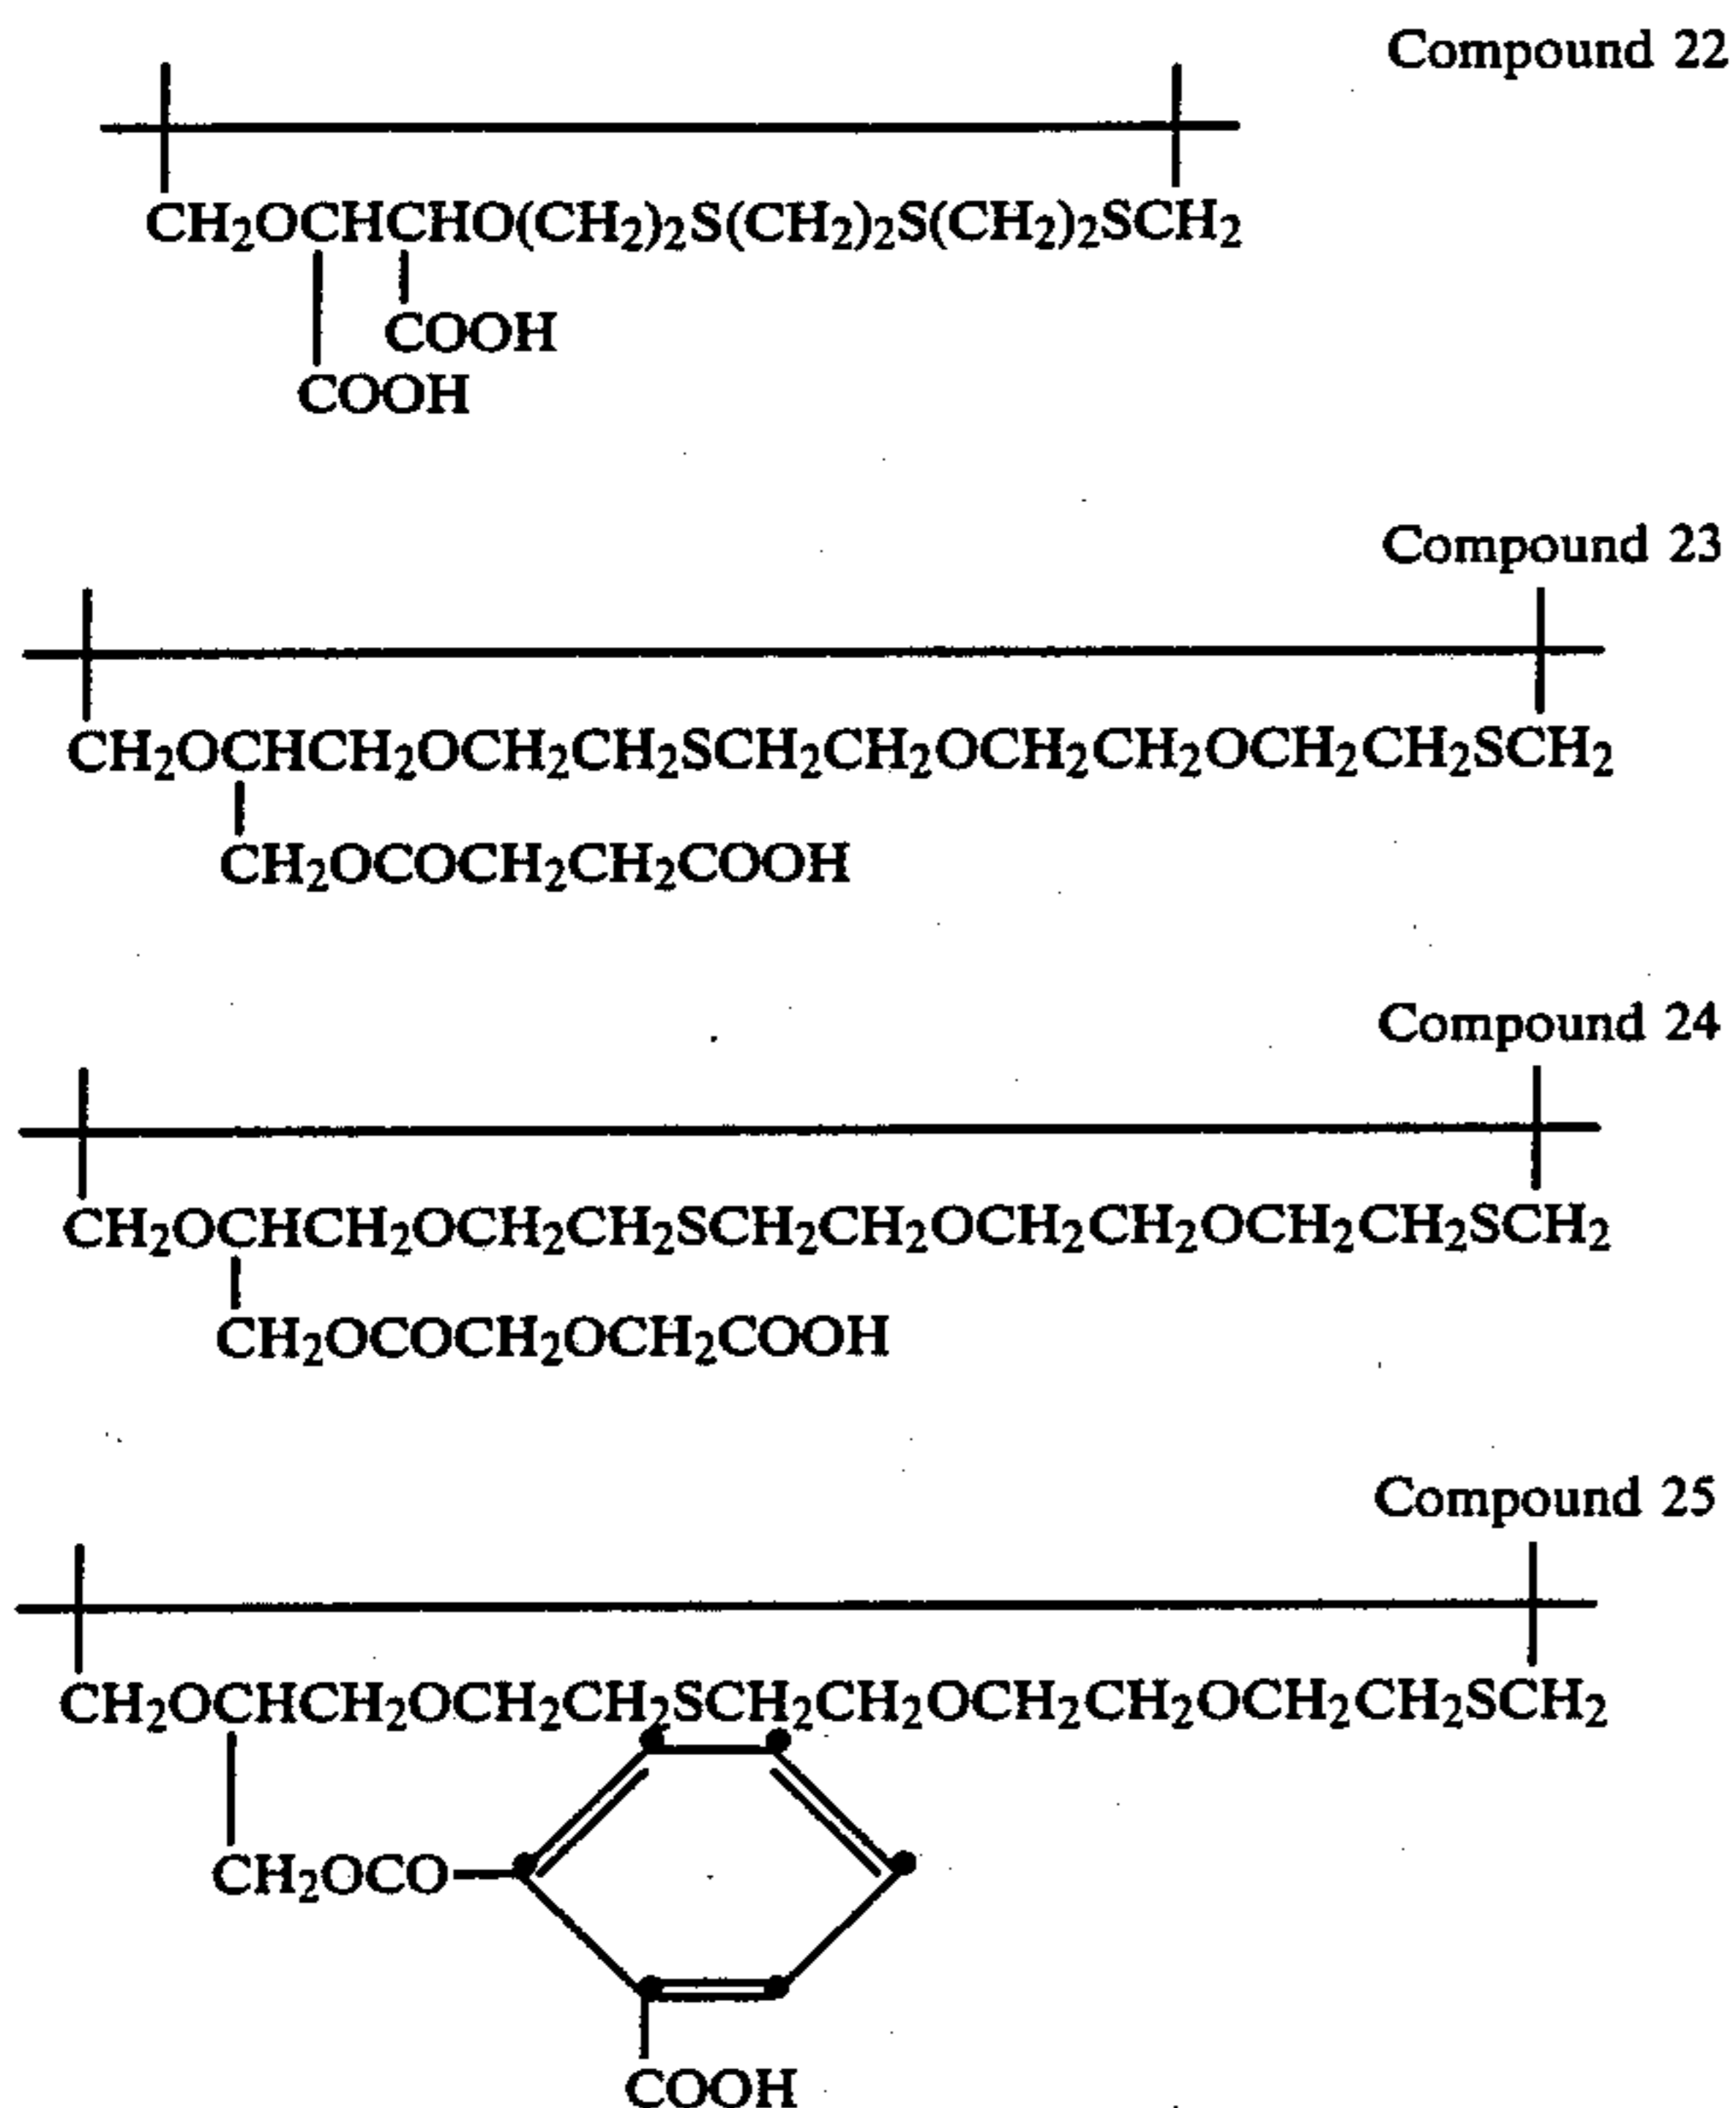 Compound 22
CH₂OCHCHO(CH₂)₂S(CH₂)₂S(CH₂)₂SCH₂
COOH
COOH
Compound 23
CH₂OCHCH₂OCH₂CH₂SCH₂CH₂OCH₂CH₂OCH₂CH₂SCH₂
CH₂OCOCH₂CH₂COOH
Compound 24
CH₂OCHCH₂OCH₂CH₂SCH₂CH₂OCH₂CH₂OCH₂CH₂SCH₂
CH₂OCOCH₂OCH₂COOH
Compound 25
CH₂OCHCH₂OCH₂CH₂SCH₂CH₂OCH₂CH₂OCH₂CH₂SCH₂
CH₂OCO
COOH